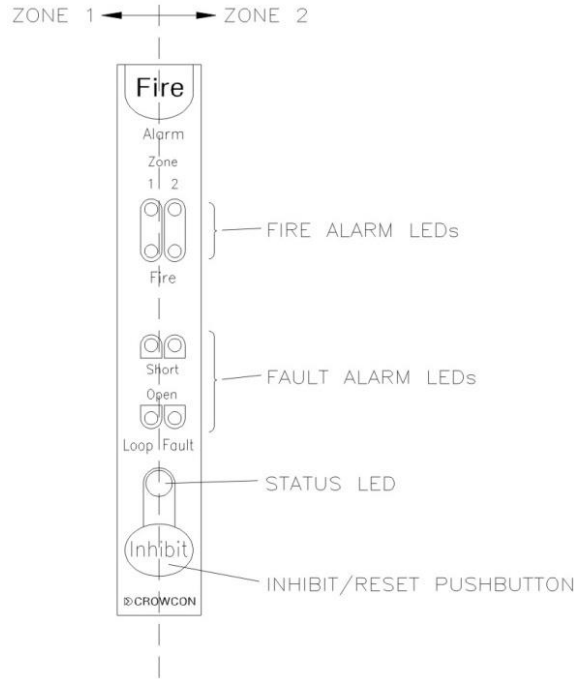 ZONE 1 ZONE 2
Fire
Alarm
Zone
1 2
FIRE ALARM LEDs
Fire
Short
Open
FAULT ALARM LEDs
Loop Fault
STATUS LED
Inhibit
INHIBIT/RESET PUSHBUTTON
CROWCON